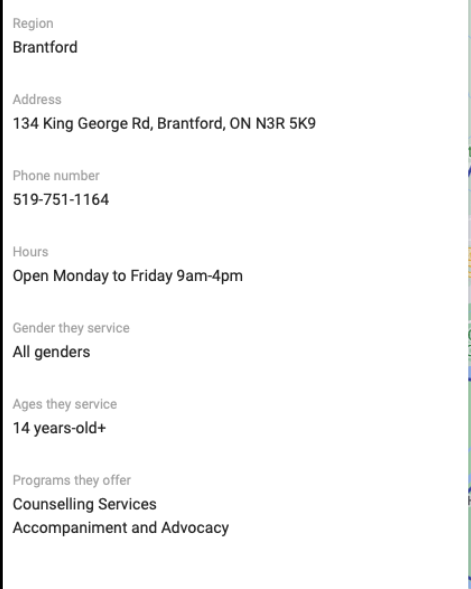 Region
Brantford
Address
134 King George Rd, Brantford, ON N3R 5K9
Phone number
519-751-1164
Hours
Open Monday to Friday 9am-4pm
Gender they service
All genders
Ages they service
14 years-old+
Programs they offer
Counselling Services
Accompaniment and Advocacy